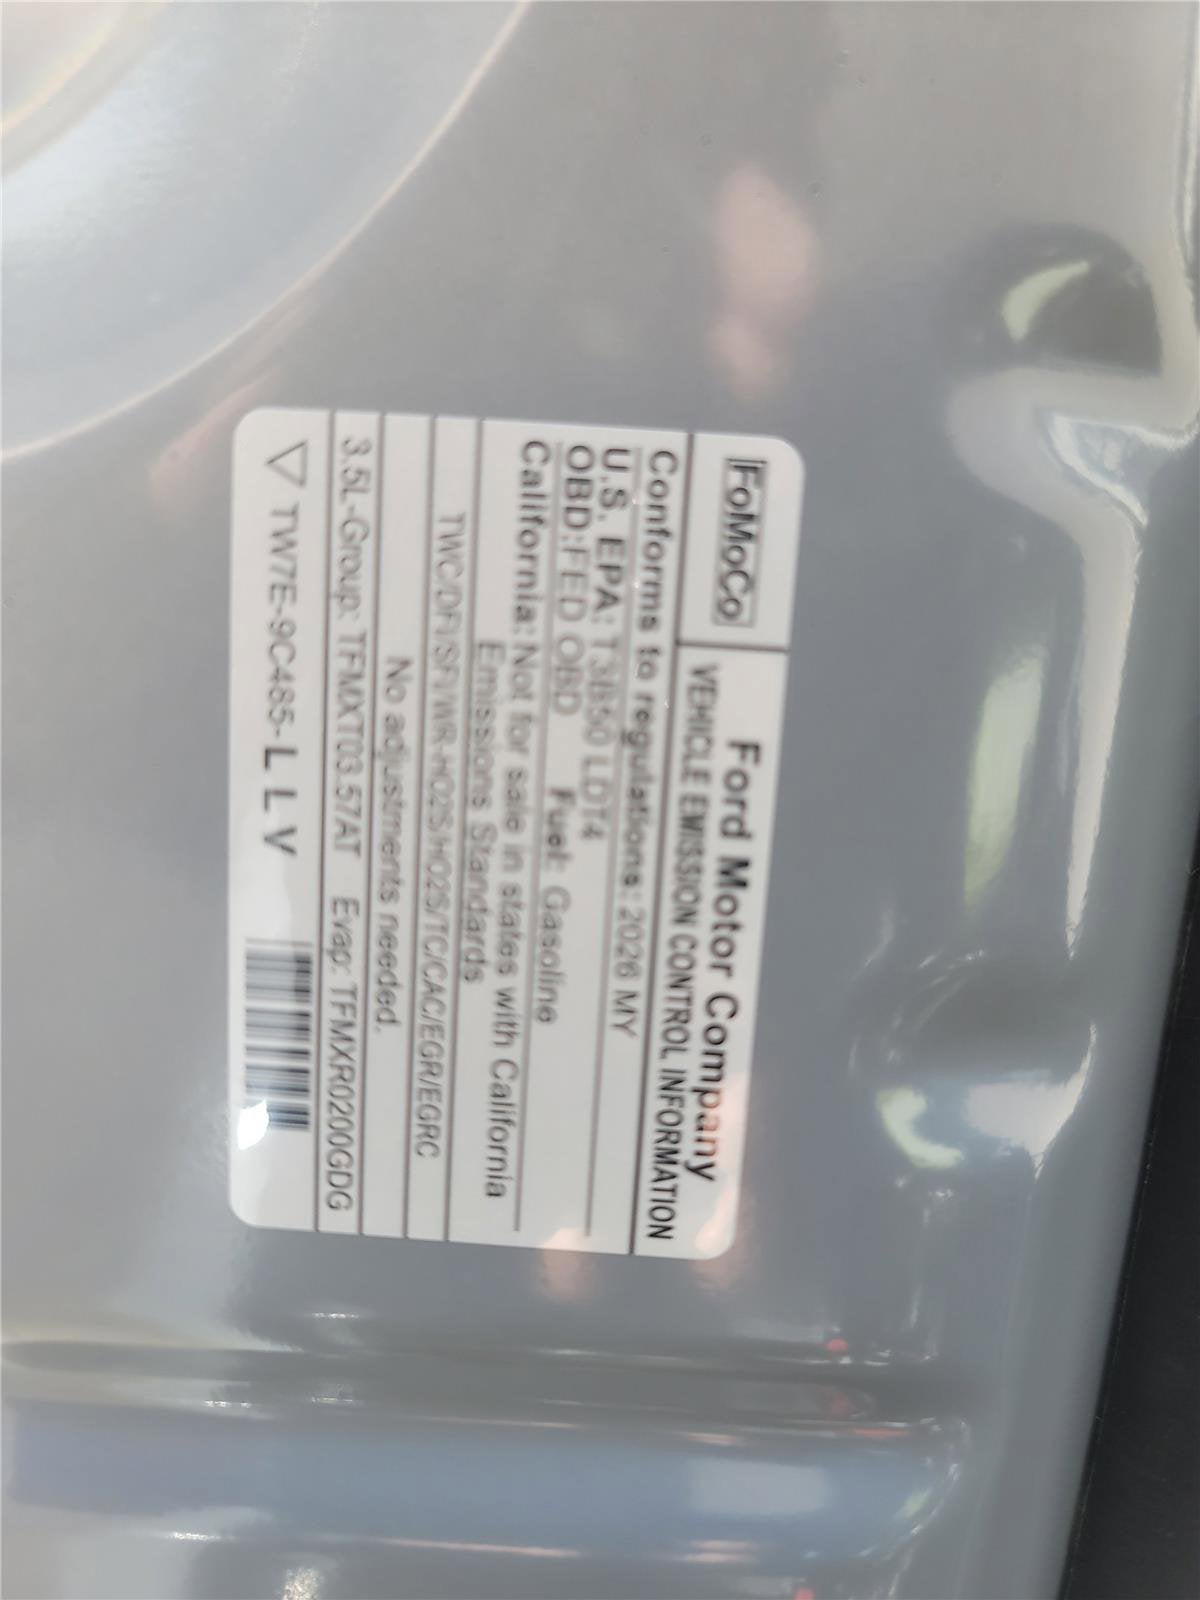 FoMoCo
Ford Motor Company
VEHICLE EMISSION CONTROL INFORMATION
Conforms to regulations: 2026 MY
U.S. EPA: T3B50 LDT4
OBD: FED OBD Fuel: Gasoline
California: Not for sale in states with California
Emissions Standards
TWC/DFI/SFI/WR-HO2S/HO2S/TC/CAC/EGR/EGRC
No adjustments needed.
3.5L-Group: TFMXT03.57AT Evap: TFMXR0200GDG
TW7E-9C485-L L V